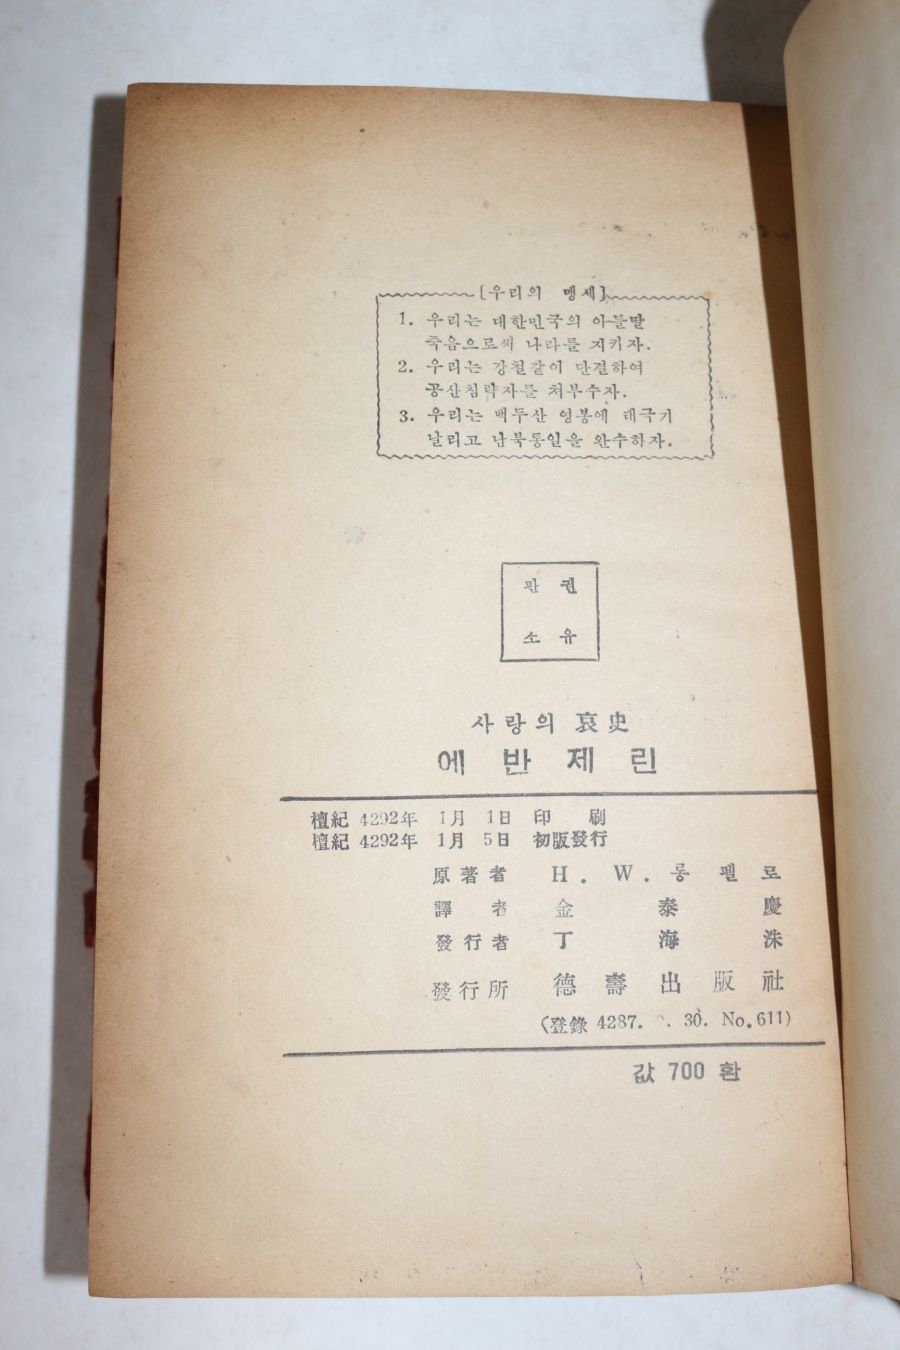 [우리의 맹세]
1. 우리는 대한민국의 아들딸
죽음으로써 나라를 지키자.
2. 우리는 강철같이 단결하여
공산침략자를 처부수자.
3. 우리는 백두산 영봉에 태극기
날리고 남북통일을 완수하자.
판 권
소 유
사랑의 哀史
에 반 제 린
檀紀 4292年 1月 1日 印 刷
檀紀 4292年 1月 5日 初版發行
原著者 H. W. 롱펠로
譯 者 金 泰 慶
發行者 丁 海 洙
發行所 德壽出版社
(登錄 4287. . 30. No.611)
값 700 환